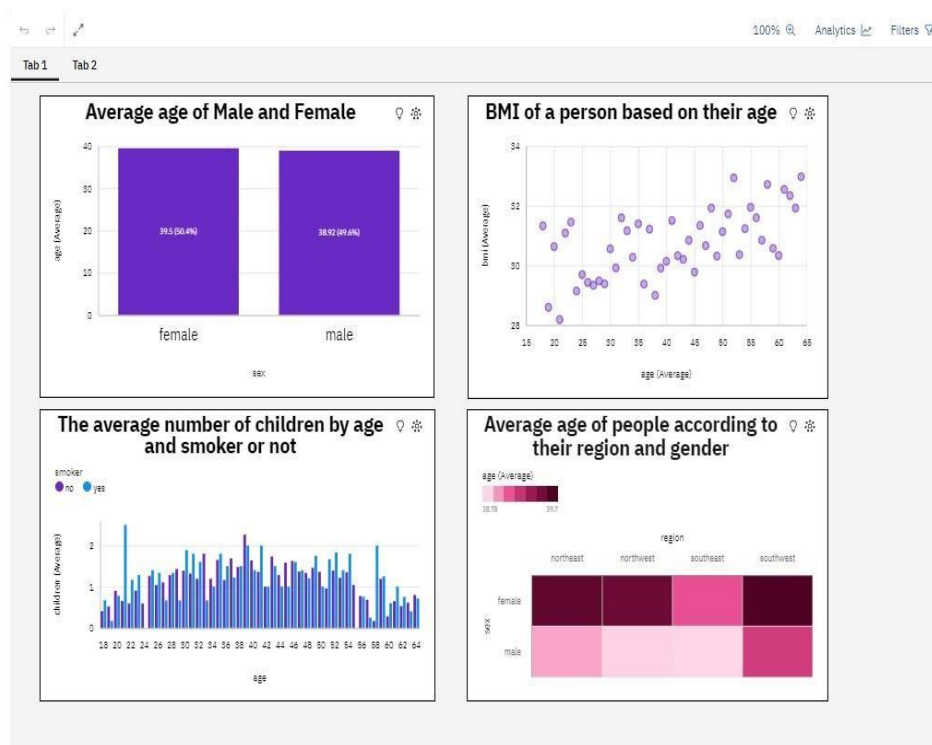 100% Analytics Filters
Tab 1 Tab 2
Average age of Male and Female
age (Average)
40
30
20
10
0
39.5 (50.4%)
38.92 (49.6%)
female male
sex
BMI of a person based on their age
bmi (Average)
34
32
30
28
15 20 25 30 35 40 45 50 55 60 65
age (Average)
The average number of children by age
and smoker or not
smoker
no yes
children (Average)
2
1
0
18 20 22 24 26 28 30 32 34 36 38 40 42 44 46 48 50 52 54 56 58 60 62 64
age
Average age of people according to
their region and gender
age (Average)
38.78 39.7
region
northeast northwest southeast southwest
sex
female
male